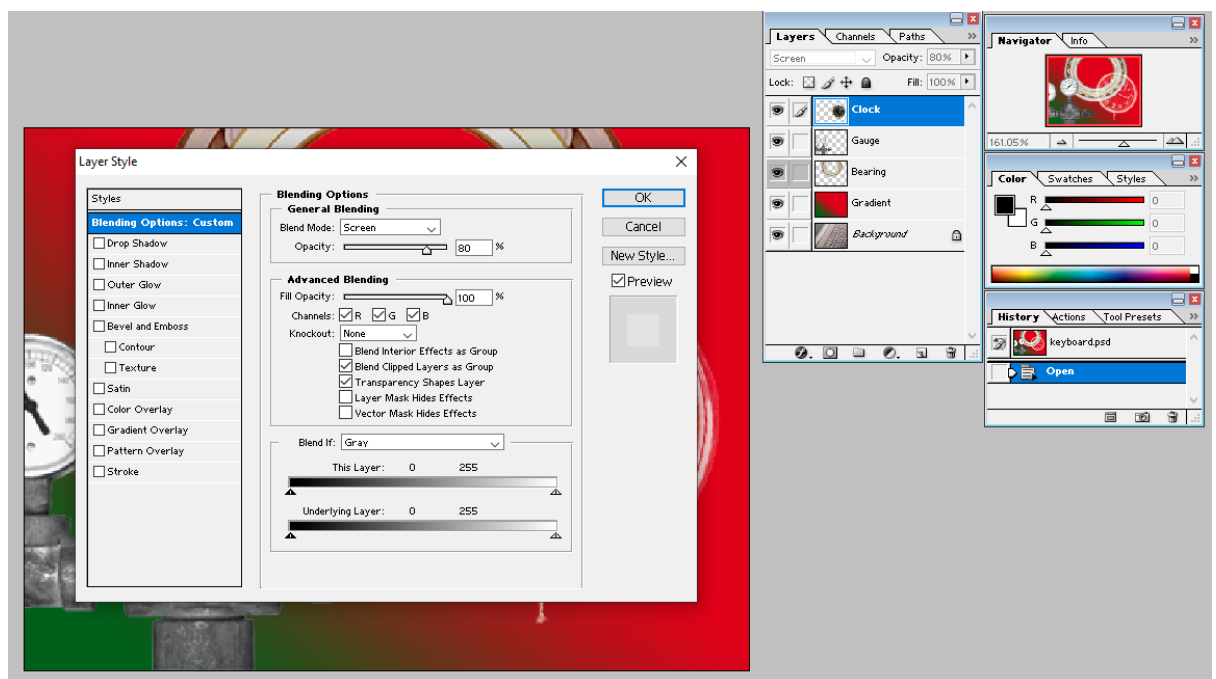 Layer Style
Styles
Blending Options: Custom
Drop Shadow
Inner Shadow
Outer Glow
Inner Glow
Bevel and Emboss
Contour
Texture
Satin
Color Overlay
Gradient Overlay
Pattern Overlay
Stroke
Blending Options
General Blending
Blend Mode: Screen
Opacity: 80 %
Advanced Blending
Fill Opacity: 100 %
Channels: R G B
Knockout: None
Blend Interior Effects as Group
Blend Clipped Layers as Group
Transparency Shapes Layer
Layer Mask Hides Effects
Vector Mask Hides Effects
Blend If: Gray
This Layer: 0 255
Underlying Layer: 0 255
OK
Cancel
New Style...
Preview
Layers Channels Paths
Screen Opacity: 80%
Lock: Fill: 100%
Clock
Gauge
Bearing
Gradient
Background
Navigator Info
161.05%
Color Swatches Styles
R 0
G 0
B 0
History Actions Tool Presets
keyboard.psd
Open